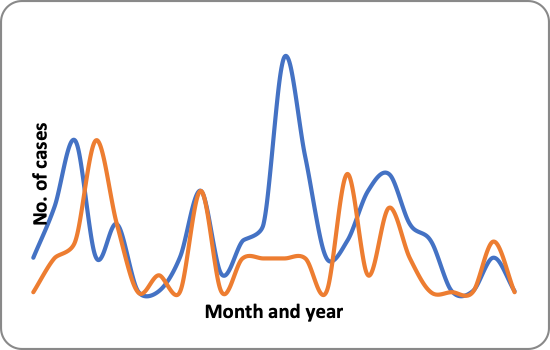 No. of cases
Month and year